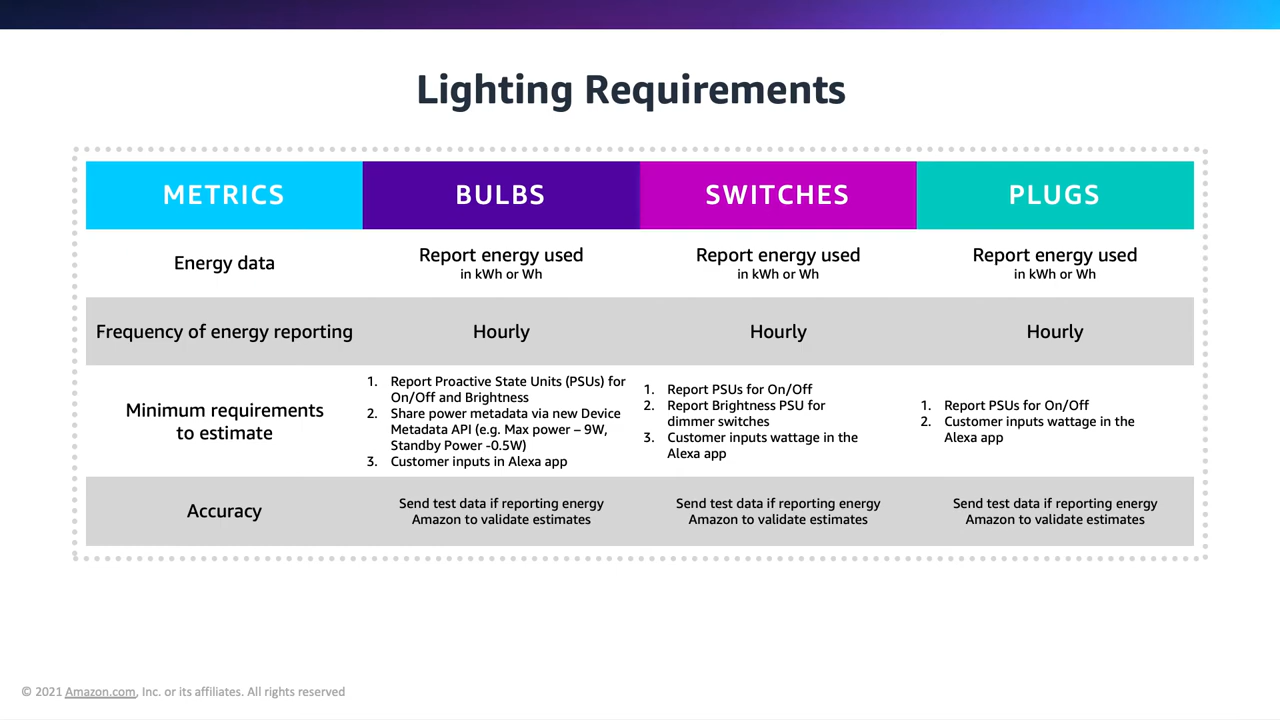 Lighting Requirements
METRICS
BULBS
SWITCHES
PLUGS
Energy data
Report energy used
in kWh or Wh
Report energy used
in kWh or Wh
Report energy used
in kWh or Wh
Frequency of energy reporting
Hourly
Hourly
Hourly
Minimum requirements
to estimate
1. Report Proactive State Units (PSUs) for
On/Off and Brightness
2. Share power metadata via new Device
Metadata API (e.g. Max power – 9W,
Standby Power -0.5W)
3. Customer inputs in Alexa app
1. Report PSUs for On/Off
2. Report Brightness PSU for
dimmer switches
3. Customer inputs wattage in the
Alexa app
1. Report PSUs for On/Off
2. Customer inputs wattage in the
Alexa app
Accuracy
Send test data if reporting energy
Amazon to validate estimates
Send test data if reporting energy
Amazon to validate estimates
Send test data if reporting energy
Amazon to validate estimates
© 2021 Amazon.com, Inc. or its affiliates. All rights reserved